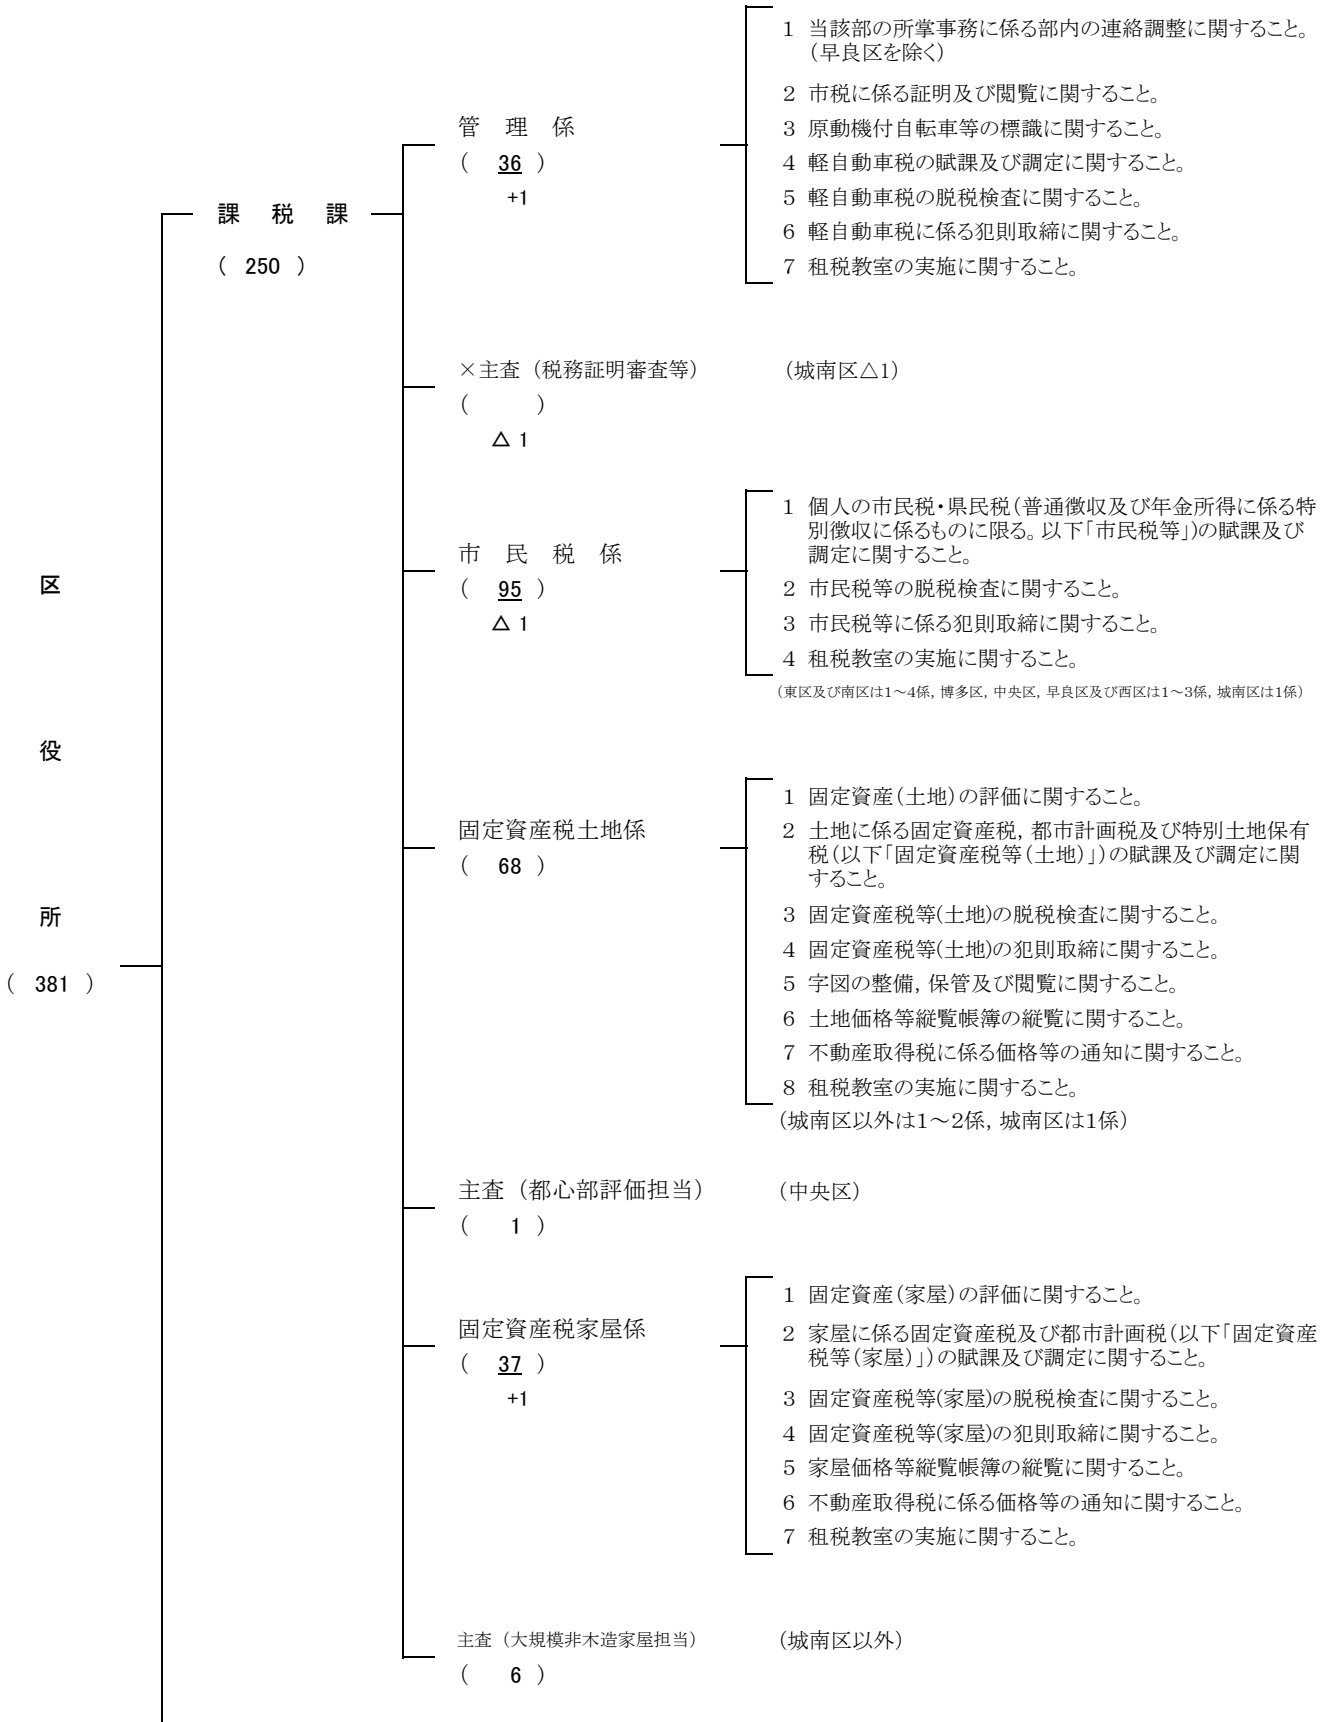 区
役
所
( 381 )
課 税 課
( 250 )
管 理 係
( 36 )
+1
1 当該部の所掌事務に係る部内の連絡調整に関すること。
(早良区を除く)
2 市税に係る証明及び閲覧に関すること。
3 原動機付自転車等の標識に関すること。
4 軽自動車税の賦課及び調定に関すること。
5 軽自動車税の脱税検査に関すること。
6 軽自動車税に係る犯則取締に関すること。
7 租税教室の実施に関すること。
×主査(税務証明審査等)
(城南区△1)
( )
△ 1
市 民 税 係
( 95 )
△ 1
1 個人の市民税・県民税(普通徴収及び年金所得に係る特
別徴収に係るものに限る。以下「市民税等」)の賦課及び
調定に関すること。
2 市民税等の脱税検査に関すること。
3 市民税等に係る犯則取締に関すること。
4 租税教室の実施に関すること。
(東区及び南区は1~4係, 博多区, 中央区, 早良区及び西区は1~3係, 城南区は1係)
固定資産税土地係
( 68 )
1 固定資産(土地)の評価に関すること。
2 土地に係る固定資産税, 都市計画税及び特別土地保有
税(以下「固定資産税等(土地)」)の賦課及び調定に関
すること。
3 固定資産税等(土地)の脱税検査に関すること。
4 固定資産税等(土地)の犯則取締に関すること。
5 字図の整備, 保管及び閲覧に関すること。
6 土地価格等縦覧帳簿の縦覧に関すること。
7 不動産取得税に係る価格等の通知に関すること。
8 租税教室の実施に関すること。
(城南区以外は1~2係, 城南区は1係)
主査(都心部評価担当)
(中央区)
( 1 )
固定資産税家屋係
( 37 )
+1
1 固定資産(家屋)の評価に関すること。
2 家屋に係る固定資産税及び都市計画税(以下「固定資産
税等(家屋)」)の賦課及び調定に関すること。
3 固定資産税等(家屋)の脱税検査に関すること。
4 固定資産税等(家屋)の犯則取締に関すること。
5 家屋価格等縦覧帳簿の縦覧に関すること。
6 不動産取得税に係る価格等の通知に関すること。
7 租税教室の実施に関すること。
主査(大規模非木造家屋担当)
(城南区以外)
( 6 )